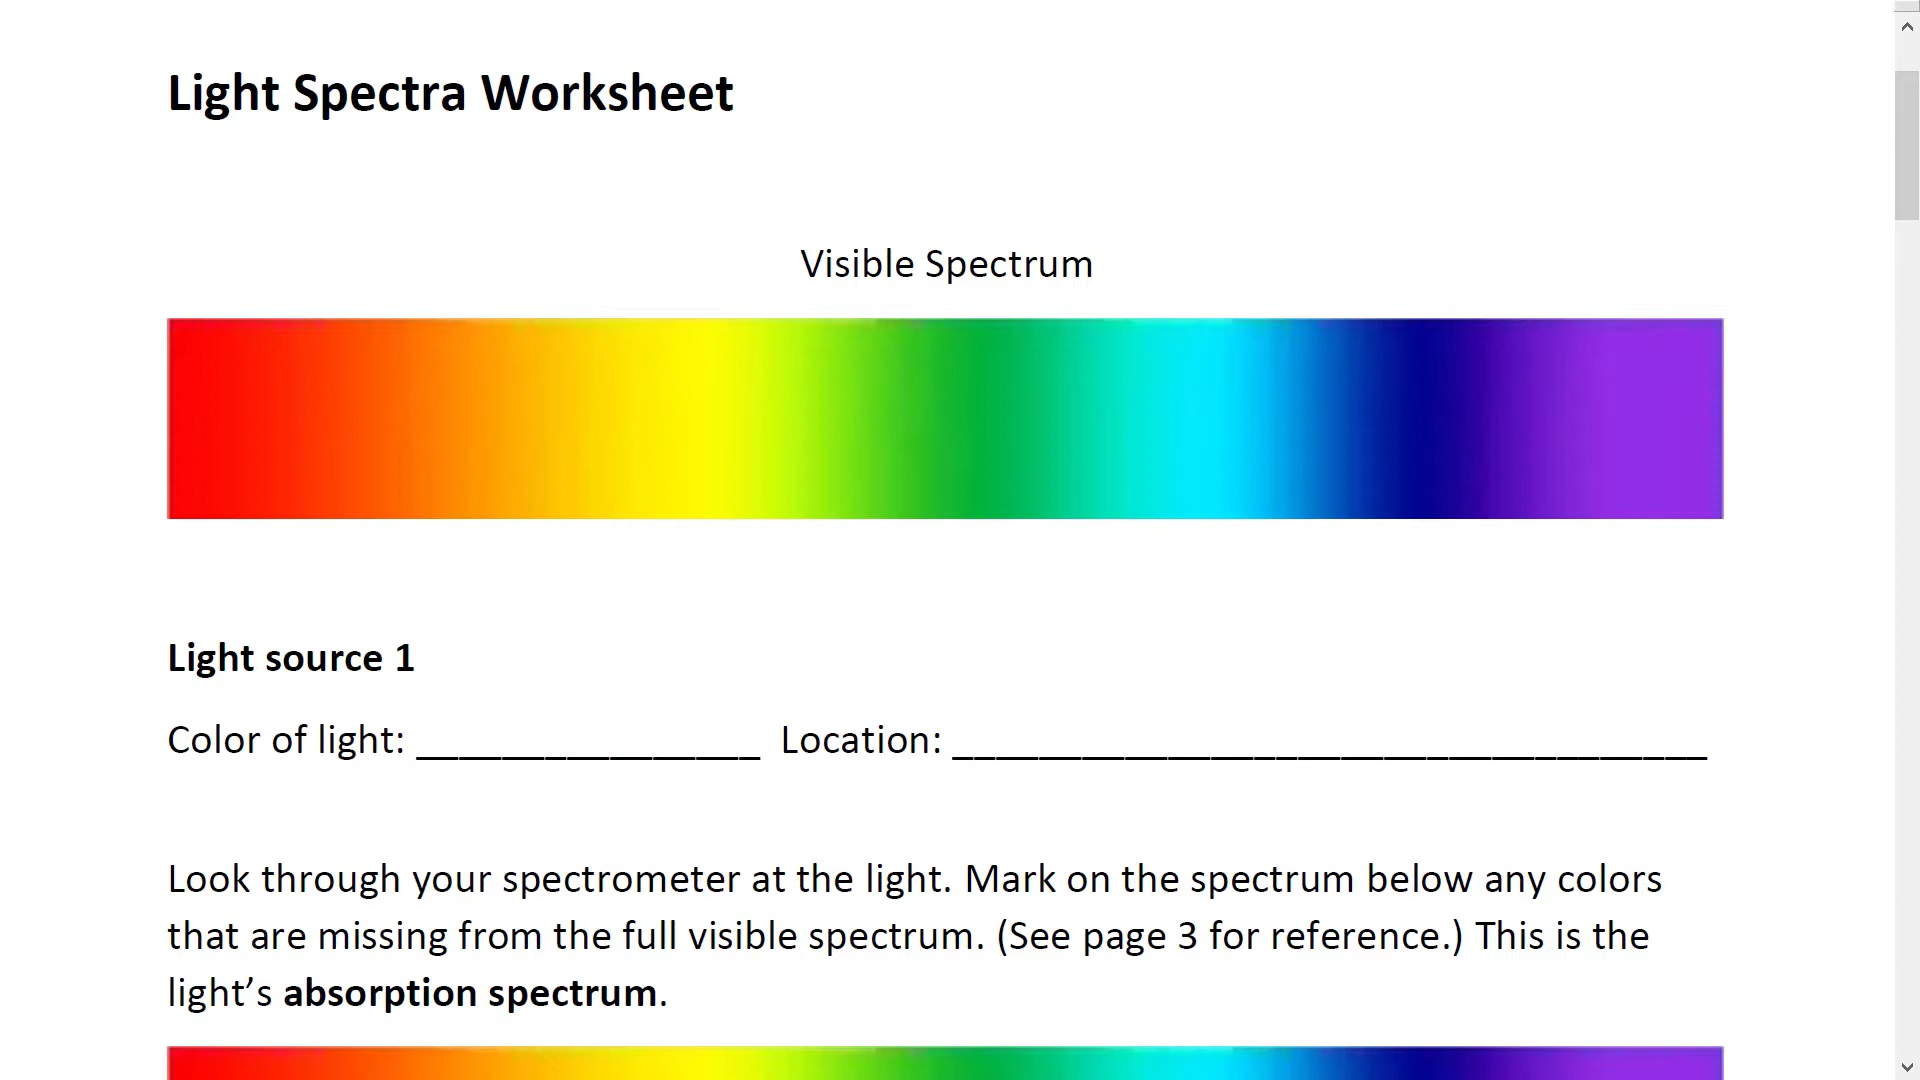 Light Spectra Worksheet
Visible Spectrum
Light source 1
Color of light: ________________ Location: ___________________________________
Look through your spectrometer at the light. Mark on the spectrum below any colors
that are missing from the full visible spectrum. (See page 3 for reference.) This is the
light’s absorption spectrum.